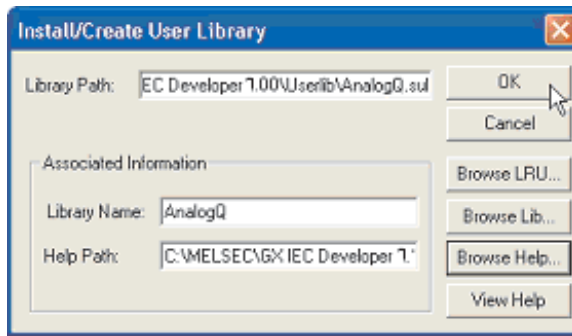 Install/Create User Library
Library Path: EC Developer 7.00\Userlib\AnalogQ.sul
OK
Cancel
Associated Information
Library Name: AnalogQ
Help Path: C:\MELSEC\GX IEC Developer 7.
Browse LRU...
Browse Lib...
Browse Help...
View Help